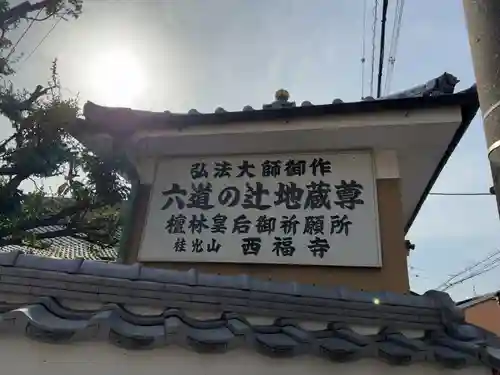 弘法大師御作
六道の辻地蔵尊
檀林皇后御祈願所
桂光山 西福寺